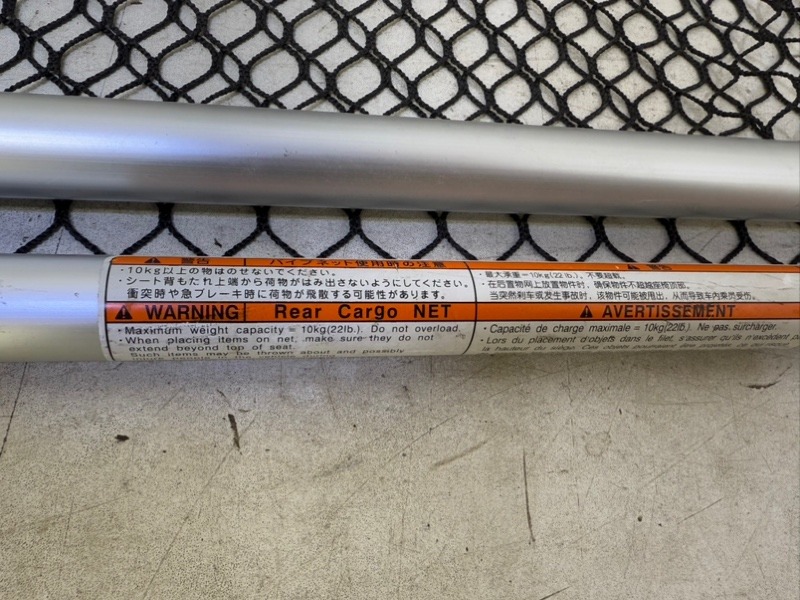 警告 パイプネット使用時の注意
・10kg以上の物はのせないでください。
・シート背もたれ上端から荷物がはみ出さないようにしてください。
衝突時や急ブレーキ時に荷物が飛散する可能性があります。
警告
・最大净重=10kg(22 lb.)，不要超载。
・在后置物网上放置物件时，确保物件不超越座椅顶部。
当突然刹车或发生事故时，该物件可能被甩出，从而导致车内乘员受伤。
WARNING Rear Cargo NET
・Maximum weight capacity = 10kg(22lb.). Do not overload.
・When placing items on net, make sure they do not
extend beyond top of seat.
Such items may be thrown about and possibly
AVERTISSEMENT
・Capacité de charge maximale = 10kg(22lb.). Ne pas surcharger.
・Lors du placement d'objets dans le filet, s'assurer qu'ils n'excèdent
la hauteur du siège. Ces objets pourraient être